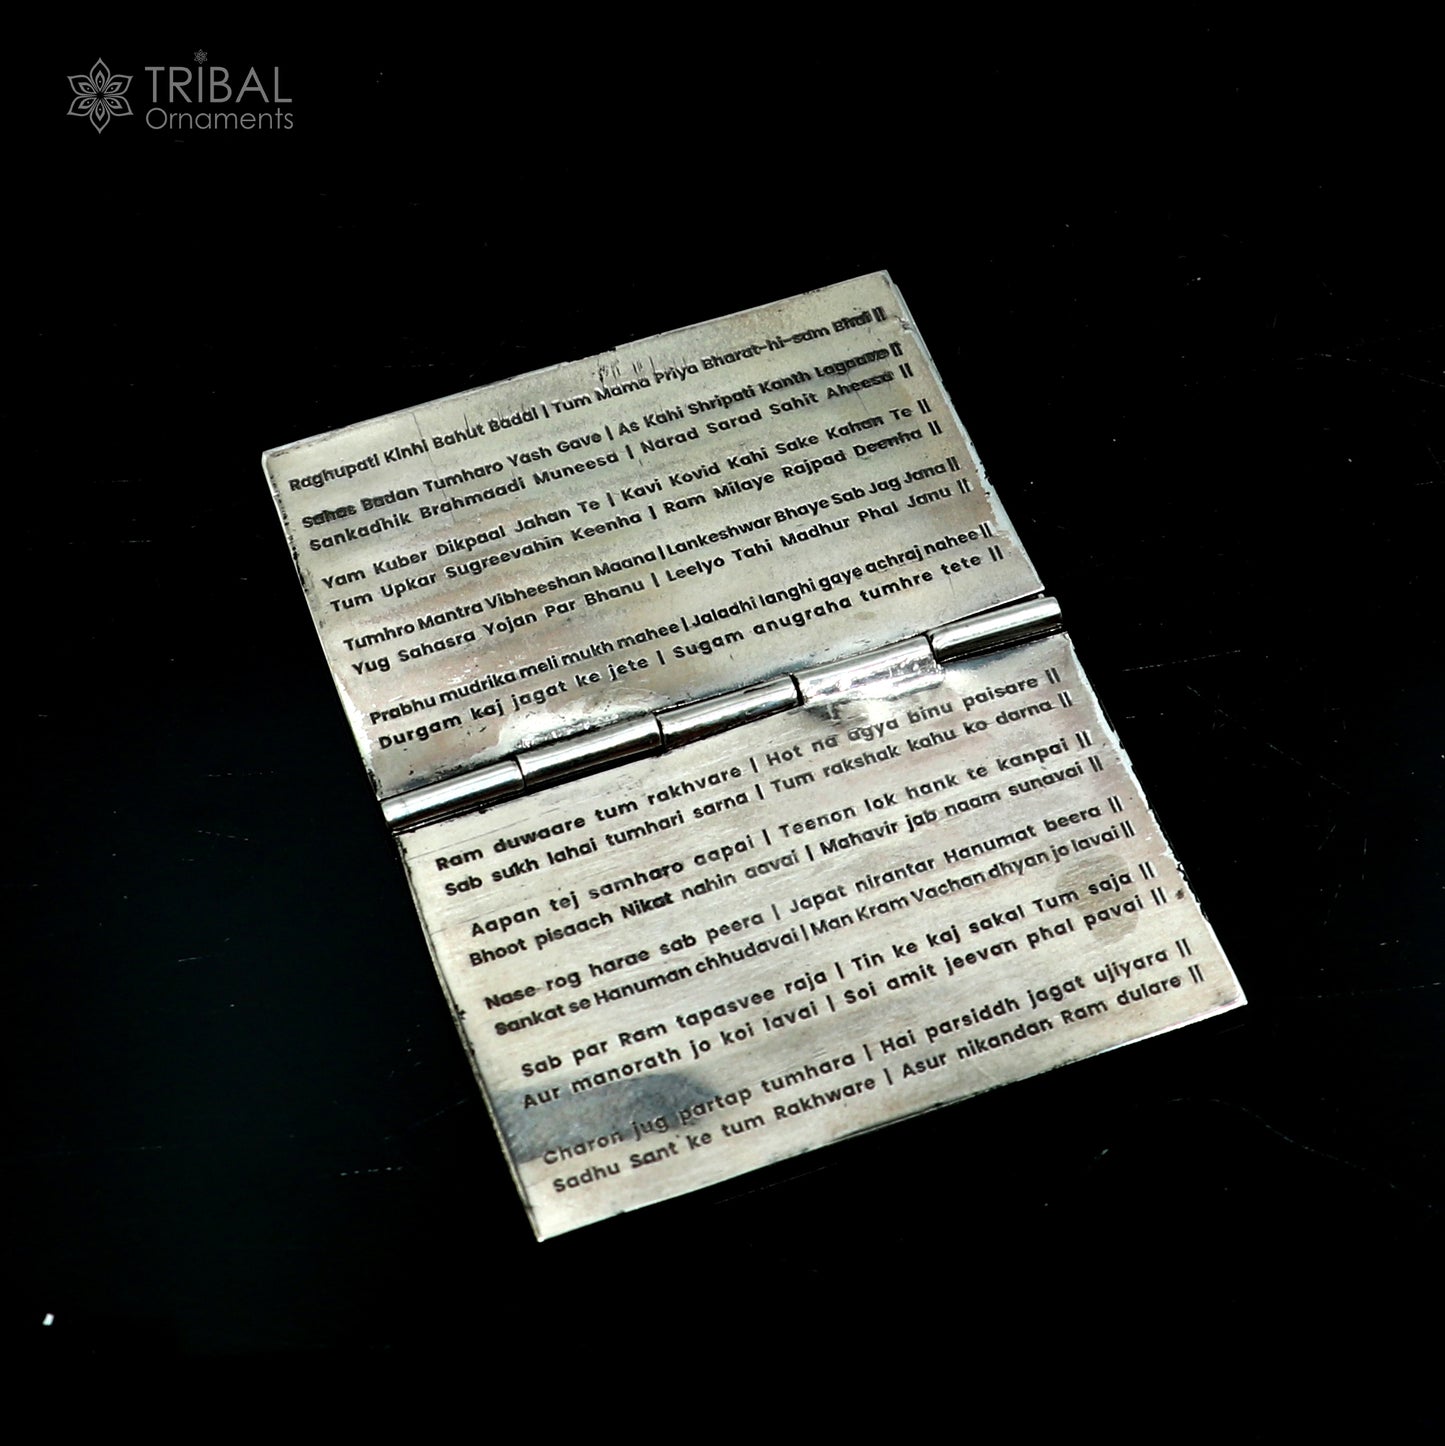 TRIBAL
Ornaments
Raghupati Kinhi Bahut Badai | Tum Mama Priya Bharat-hi-sam Bhai ||
Sahas Badan Tumharo Yash Gave | As Kahi Shripati Kanth Lagaave ||
Sankadhik Brahmaadi Muneesa | Narad Sarad Sahit Aheesa ||
Yam Kuber Dikpaal Jahan Te | Kavi Kovid Kahi Sake Kahan Te ||
Tum Upkar Sugreevahin Keenha | Ram Milaye Rajpad Deenha ||
Tumhro Mantra Vibheeshan Maana | Lankeshwar Bhaye Sab Jag Jana ||
Yug Sahasra Yojan Par Bhanu | Leelyo Tahi Madhur Phal Janu ||
Prabhu mudrika meli mukh mahee | Jaladhi langhi gaye achraj nahee ||
Durgam kaj jagat ke jete | Sugam anugraha tumhre tete ||
Ram duwaare tum rakhvare | Hot na agya binu paisare ||
Sab sukh lahai tumhari sarna | Tum rakshak kahu ko darna ||
Aapan tej samharo aapai | Teenon lok hank te kanpai ||
Bhoot pisaach Nikat nahin aavai | Mahavir jab naam sunavai ||
Nase rog harae sab peera | Japat nirantar Hanumat beera ||
Sankat se Hanuman chhudavai | Man Kram Vachan dhyan jo lavai ||
Sab par Ram tapasvee raja | Tin ke kaj sakal Tum saja ||
Aur manorath jo koi lavai | Soi amit jeevan phal pavai ||
Charon jug partap tumhara | Hai parsiddh jagat ujiyara ||
Sadhu Sant ke tum Rakhware | Asur nikandan Ram dulare ||